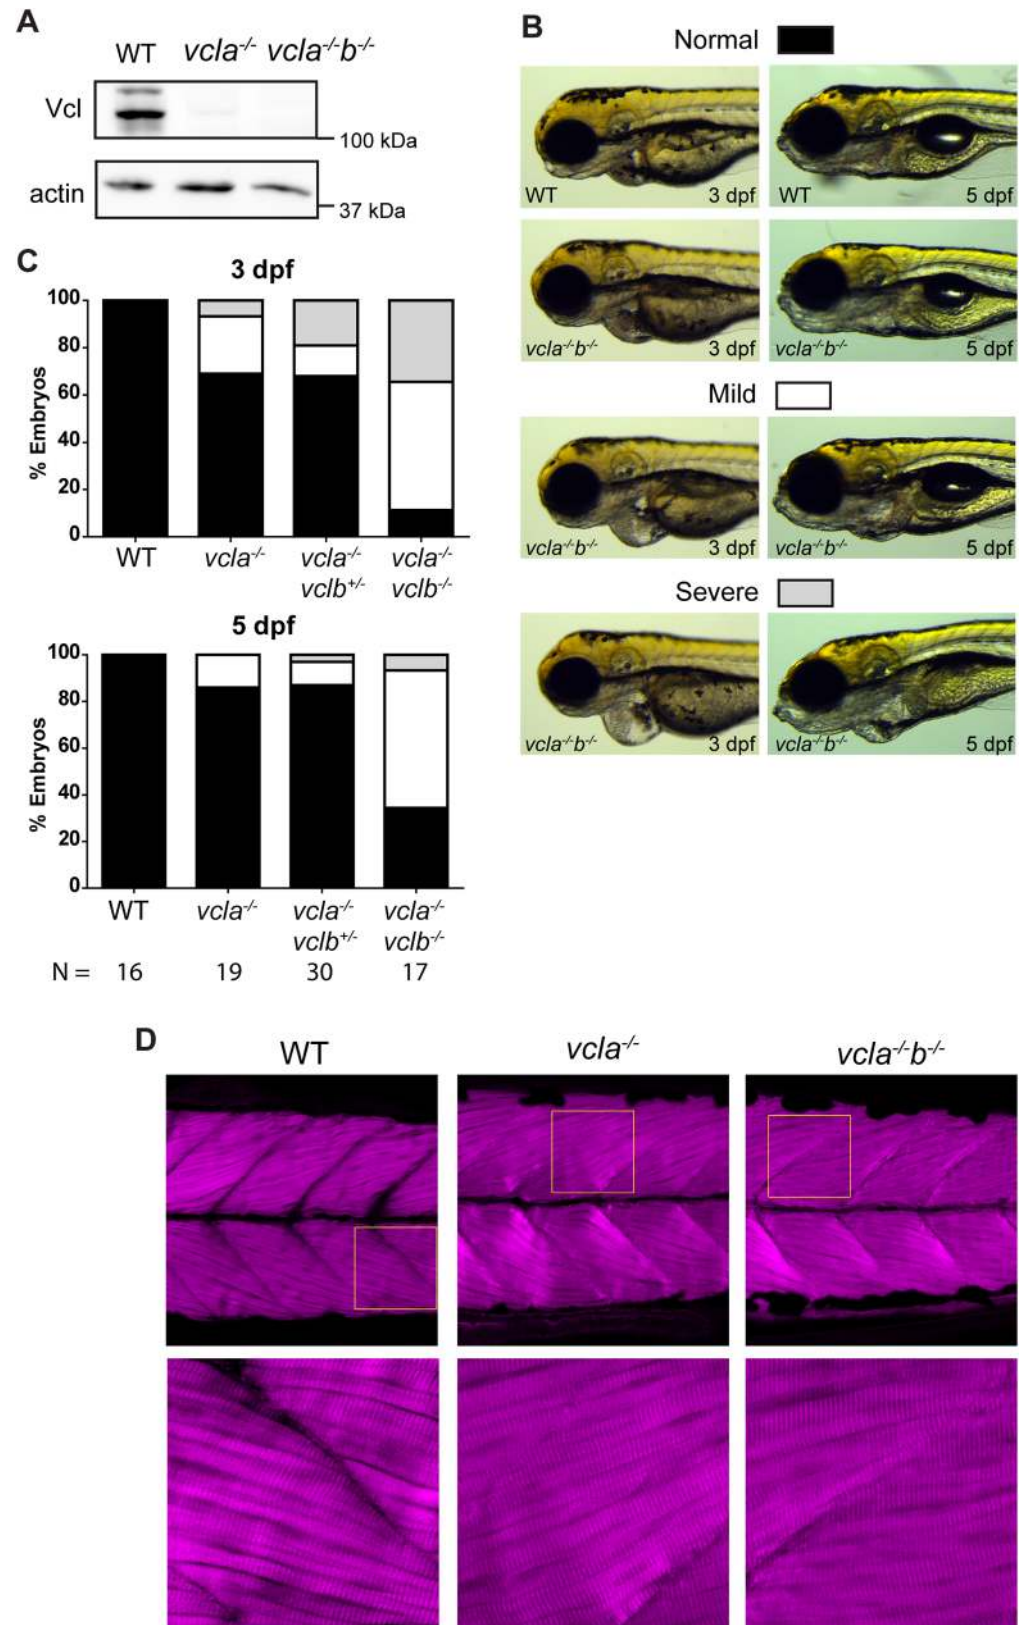 A
WT vcla-/- vcla-/-b-/-
Vcl
100 kDa
actin
37 kDa
B
Normal
WT 3 dpf
WT 5 dpf
vcla-/-b-/- 3 dpf
vcla-/-b-/- 5 dpf
Mild
vcla-/-b-/- 3 dpf
vcla-/-b-/- 5 dpf
Severe
vcla-/-b-/- 3 dpf
vcla-/-b-/- 5 dpf
C
3 dpf
% Embryos
100
80
60
40
20
0
WT vcla-/- vcla-/- vcla-/-
vclb+/- vclb-/-
5 dpf
% Embryos
100
80
60
40
20
0
WT vcla-/- vcla-/- vcla-/-
vclb+/- vclb-/-
N = 16 19 30 17
D
WT vcla-/- vcla-/-b-/-